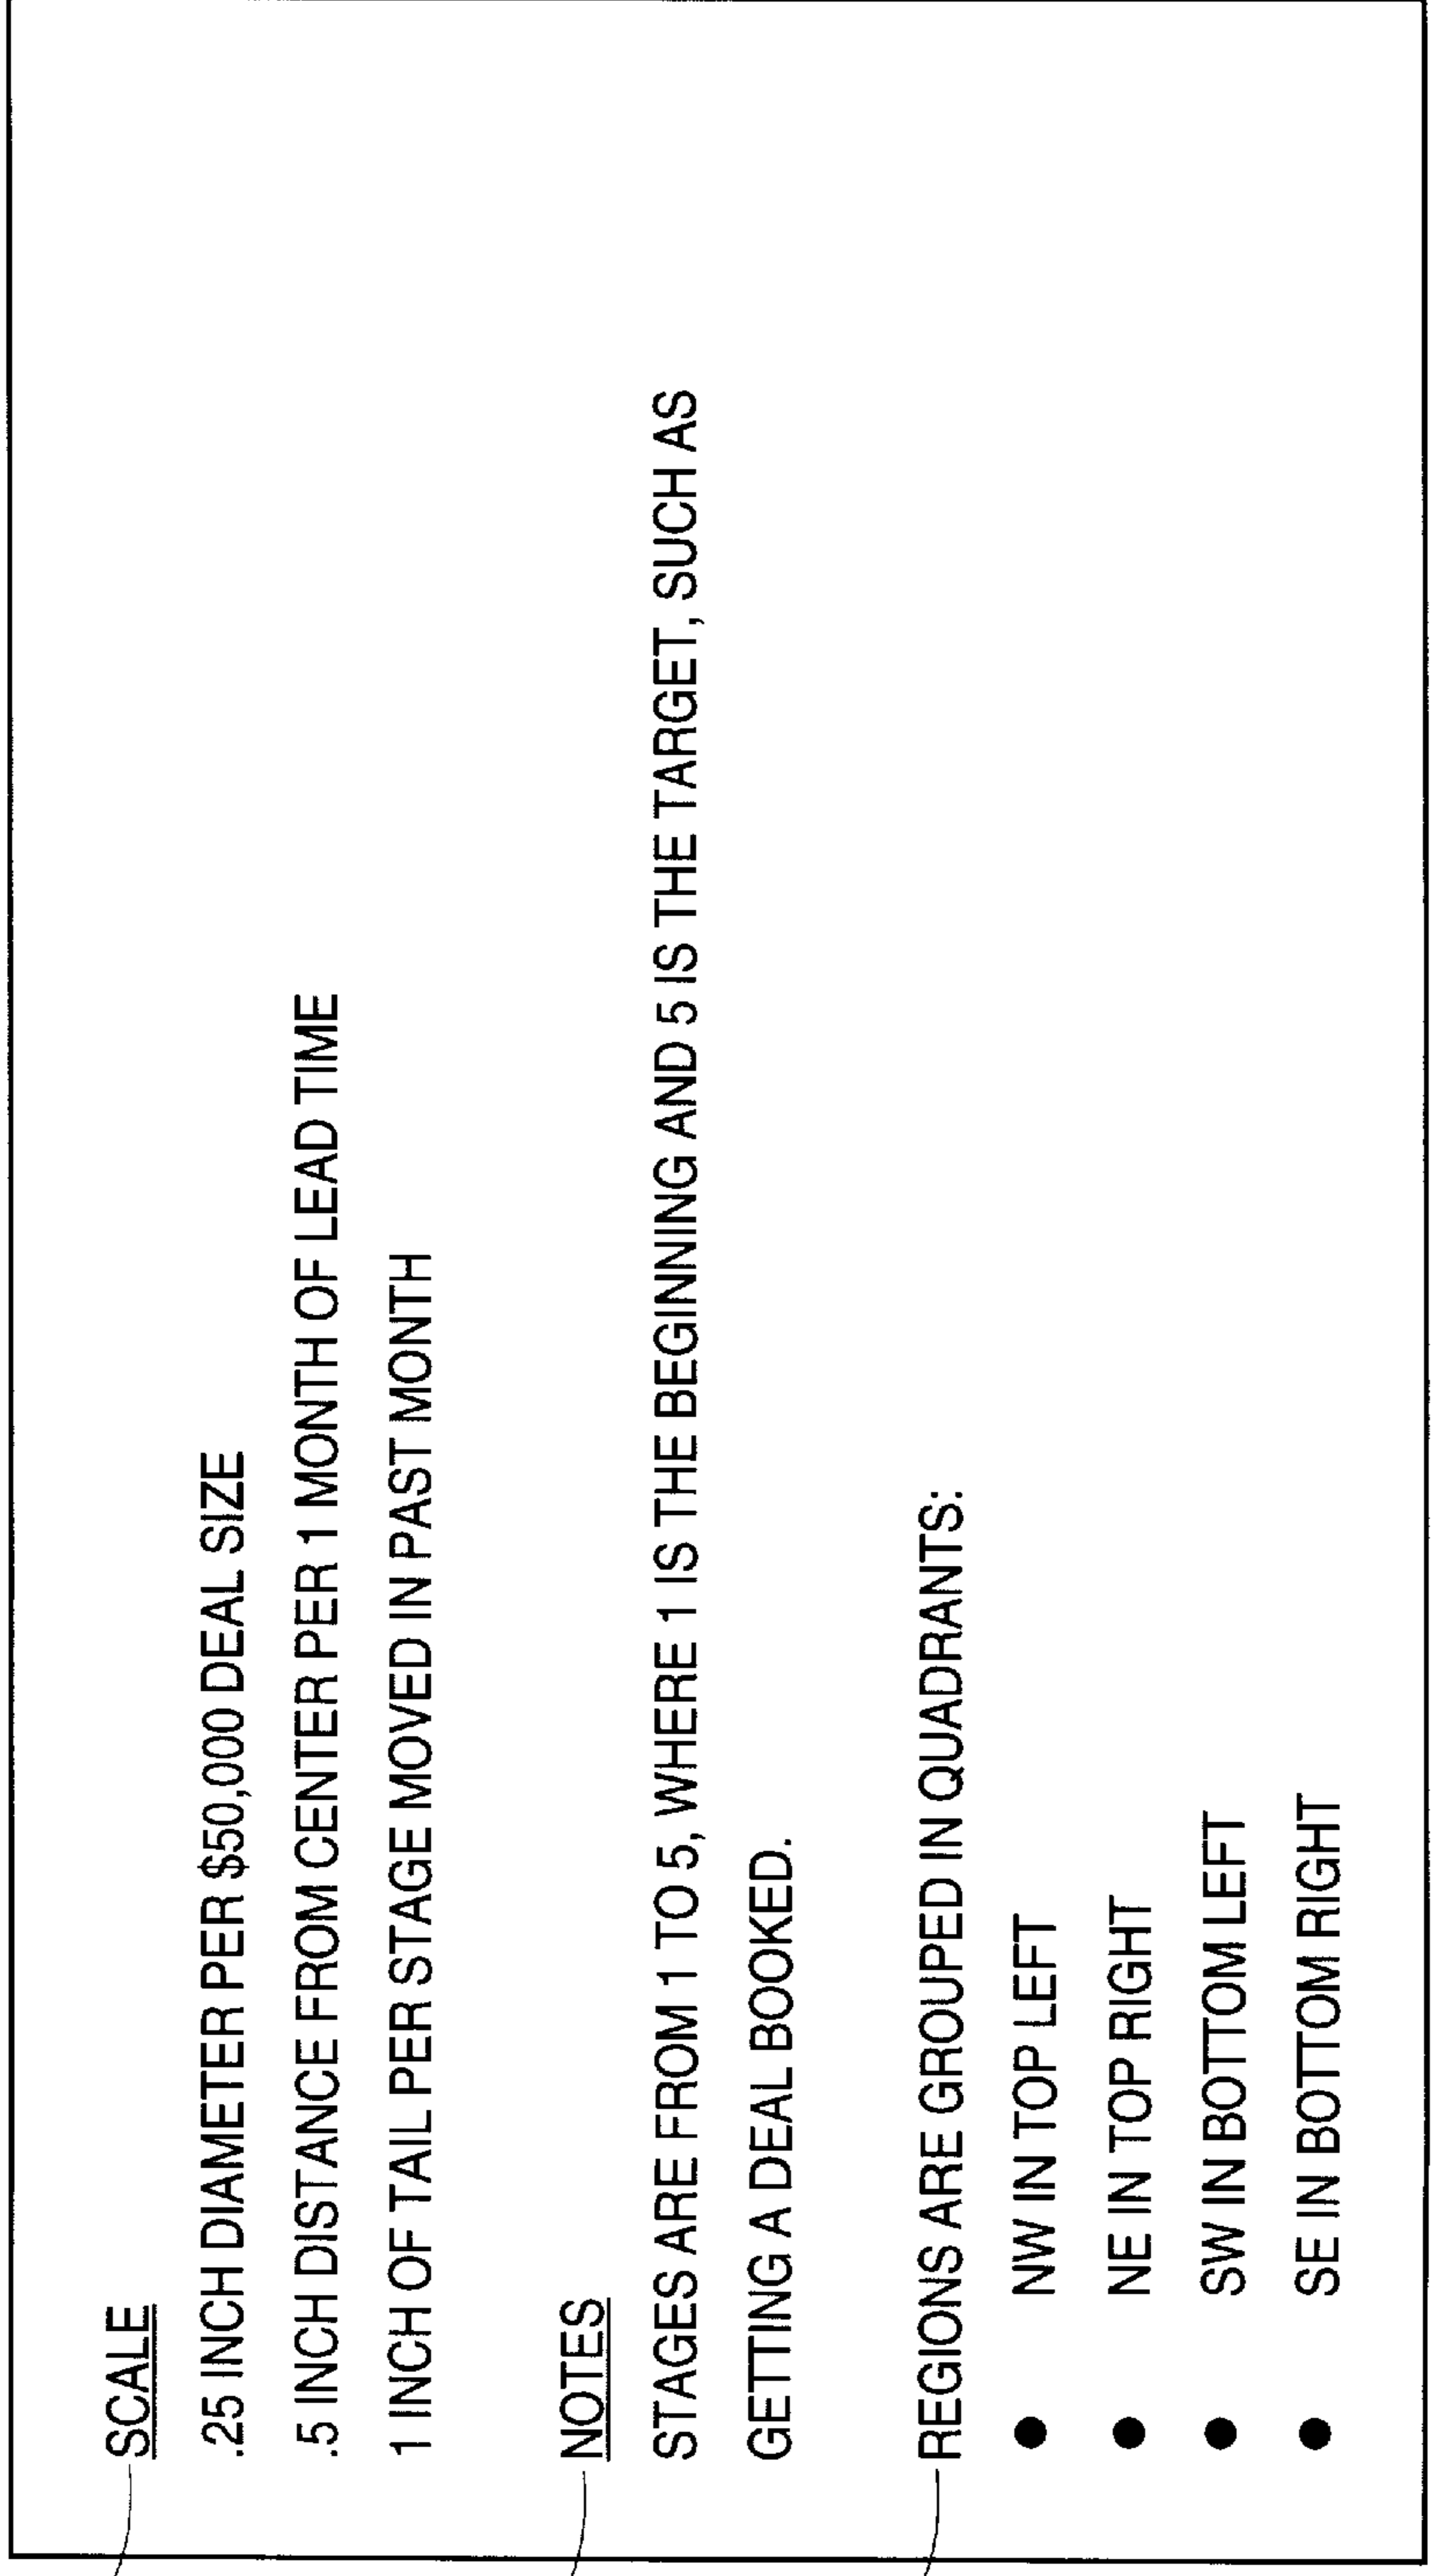 SCALE
.25 INCH DIAMETER PER $50,000 DEAL SIZE
.5 INCH DISTANCE FROM CENTER PER 1 MONTH OF LEAD TIME
1 INCH OF TAIL PER STAGE MOVED IN PAST MONTH
NOTES
STAGES ARE FROM 1 TO 5, WHERE 1 IS THE BEGINNING AND 5 IS THE TARGET, SUCH AS
GETTING A DEAL BOOKED.
REGIONS ARE GROUPED IN QUADRANTS:
● NW IN TOP LEFT
● NE IN TOP RIGHT
● SW IN BOTTOM LEFT
● SE IN BOTTOM RIGHT